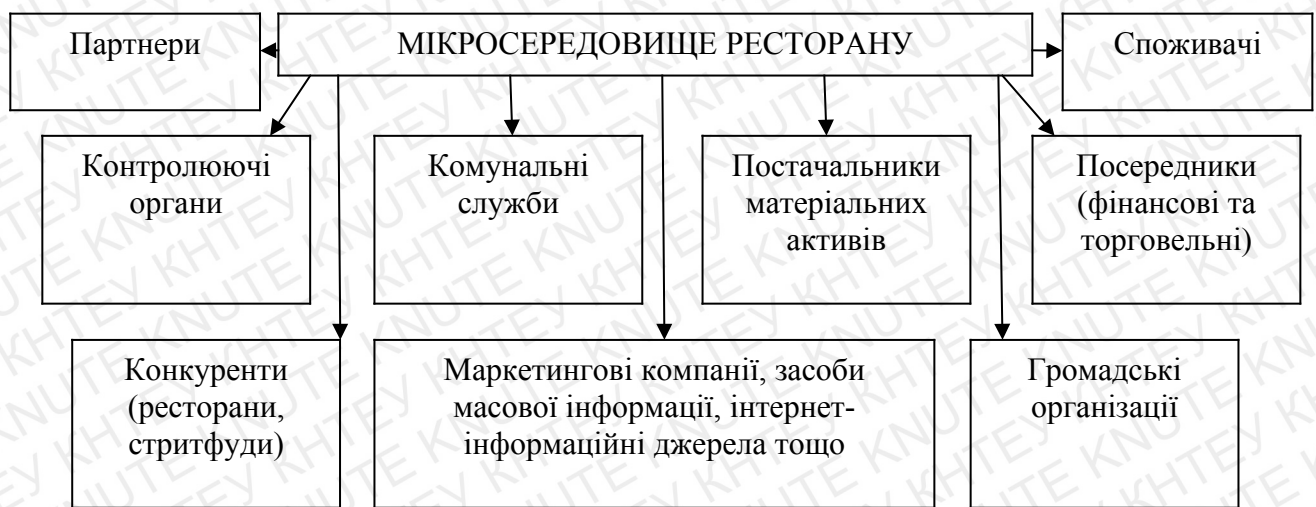 Партнери
МІКРОСЕРЕДОВИЩЕ РЕСТОРАНУ
Споживачі
Контролюючі
органи
Комунальні
служби
Постачальники
матеріальних
активів
Посередники
(фінансові та
торговельні)
Конкуренти
(ресторани,
стритфуди)
Маркетингові компанії, засоби
масової інформації, інтернет-
інформаційні джерела тощо
Громадські
організації